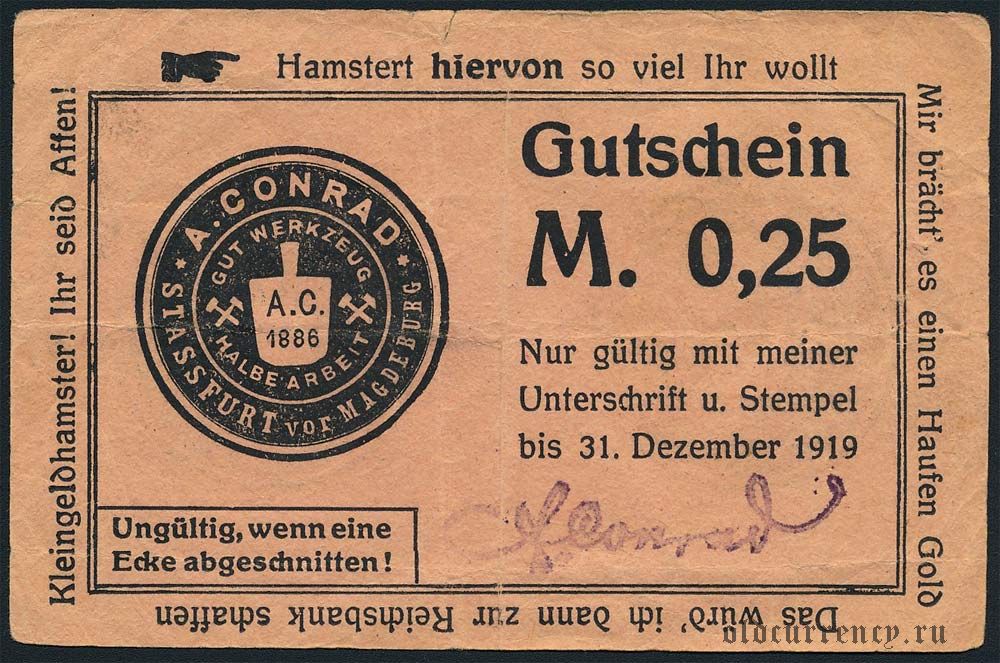 Hamstert hiervon so viel Ihr wollt
Mir brächt', es einen Haufen Gold
Das würd' ich dann zur Reichsbank schaffen
Kleingeldhamster! Ihr seid Affen!
A. CONRAD
STASSFURT vor MAGDEBURG
GUT WERKZEUG
HALBE ARBEIT
A.C.
1886
Gutschein
M. 0,25
Nur gültig mit meiner
Unterschrift u. Stempel
bis 31. Dezember 1919
A Conrad
Ungültig, wenn eine
Ecke abgeschnitten!
oldcurrency.ru